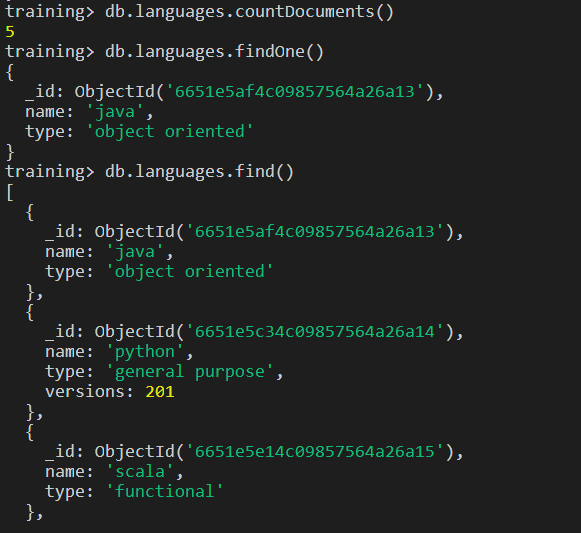 training> db.languages.countDocuments()
5
training> db.languages.findOne()
{
  _id: ObjectId('6651e5af4c09857564a26a13'),
  name: 'java',
  type: 'object oriented'
}
training> db.languages.find()
[
  {
    _id: ObjectId('6651e5af4c09857564a26a13'),
    name: 'java',
    type: 'object oriented'
  },
  {
    _id: ObjectId('6651e5c34c09857564a26a14'),
    name: 'python',
    type: 'general purpose',
    versions: 201
  },
  {
    _id: ObjectId('6651e5e14c09857564a26a15'),
    name: 'scala',
    type: 'functional'
  },